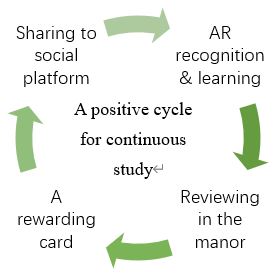 Sharing to
social
platform
AR
recognition
& learning
A positive cycle
for continuous
study↵
A
rewarding
card
Reviewing
in the
manor